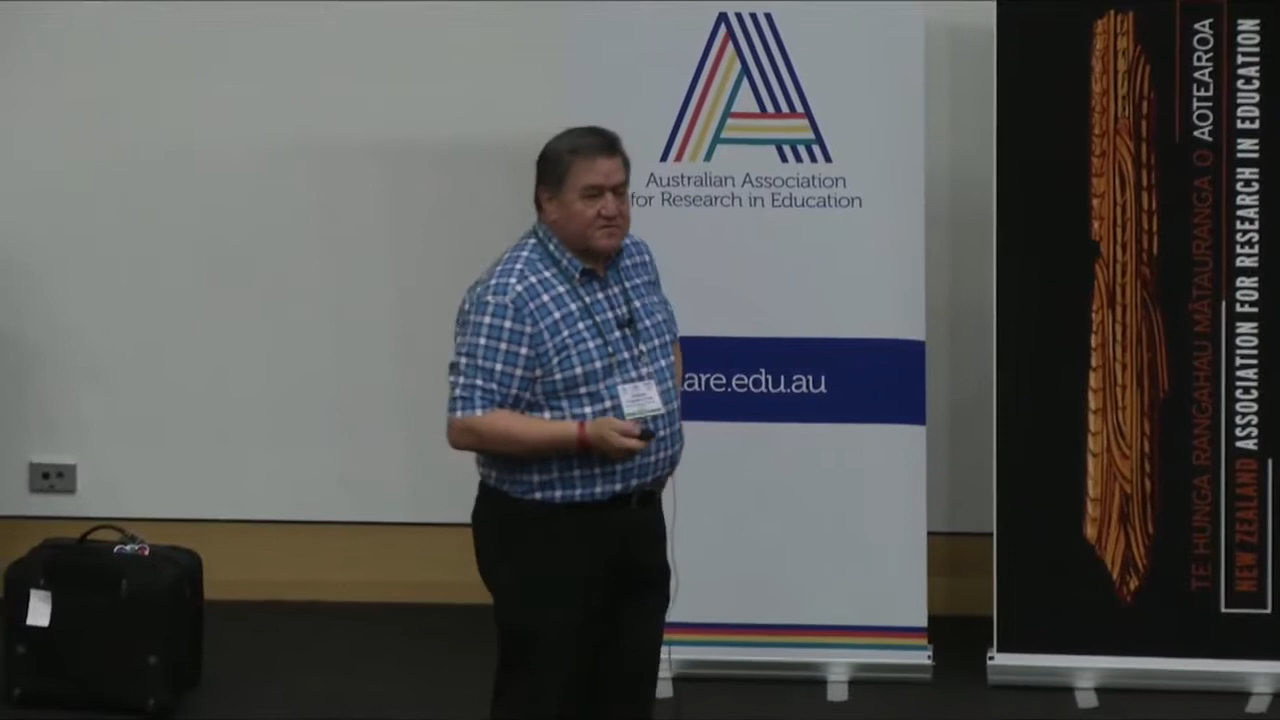 Australian Association
for Research in Education
are.edu.au
TE HUNGA RANGAHAU MĀTAURANGA O AOTEAROA
NEW ZEALAND ASSOCIATION FOR RESEARCH IN EDUCATION